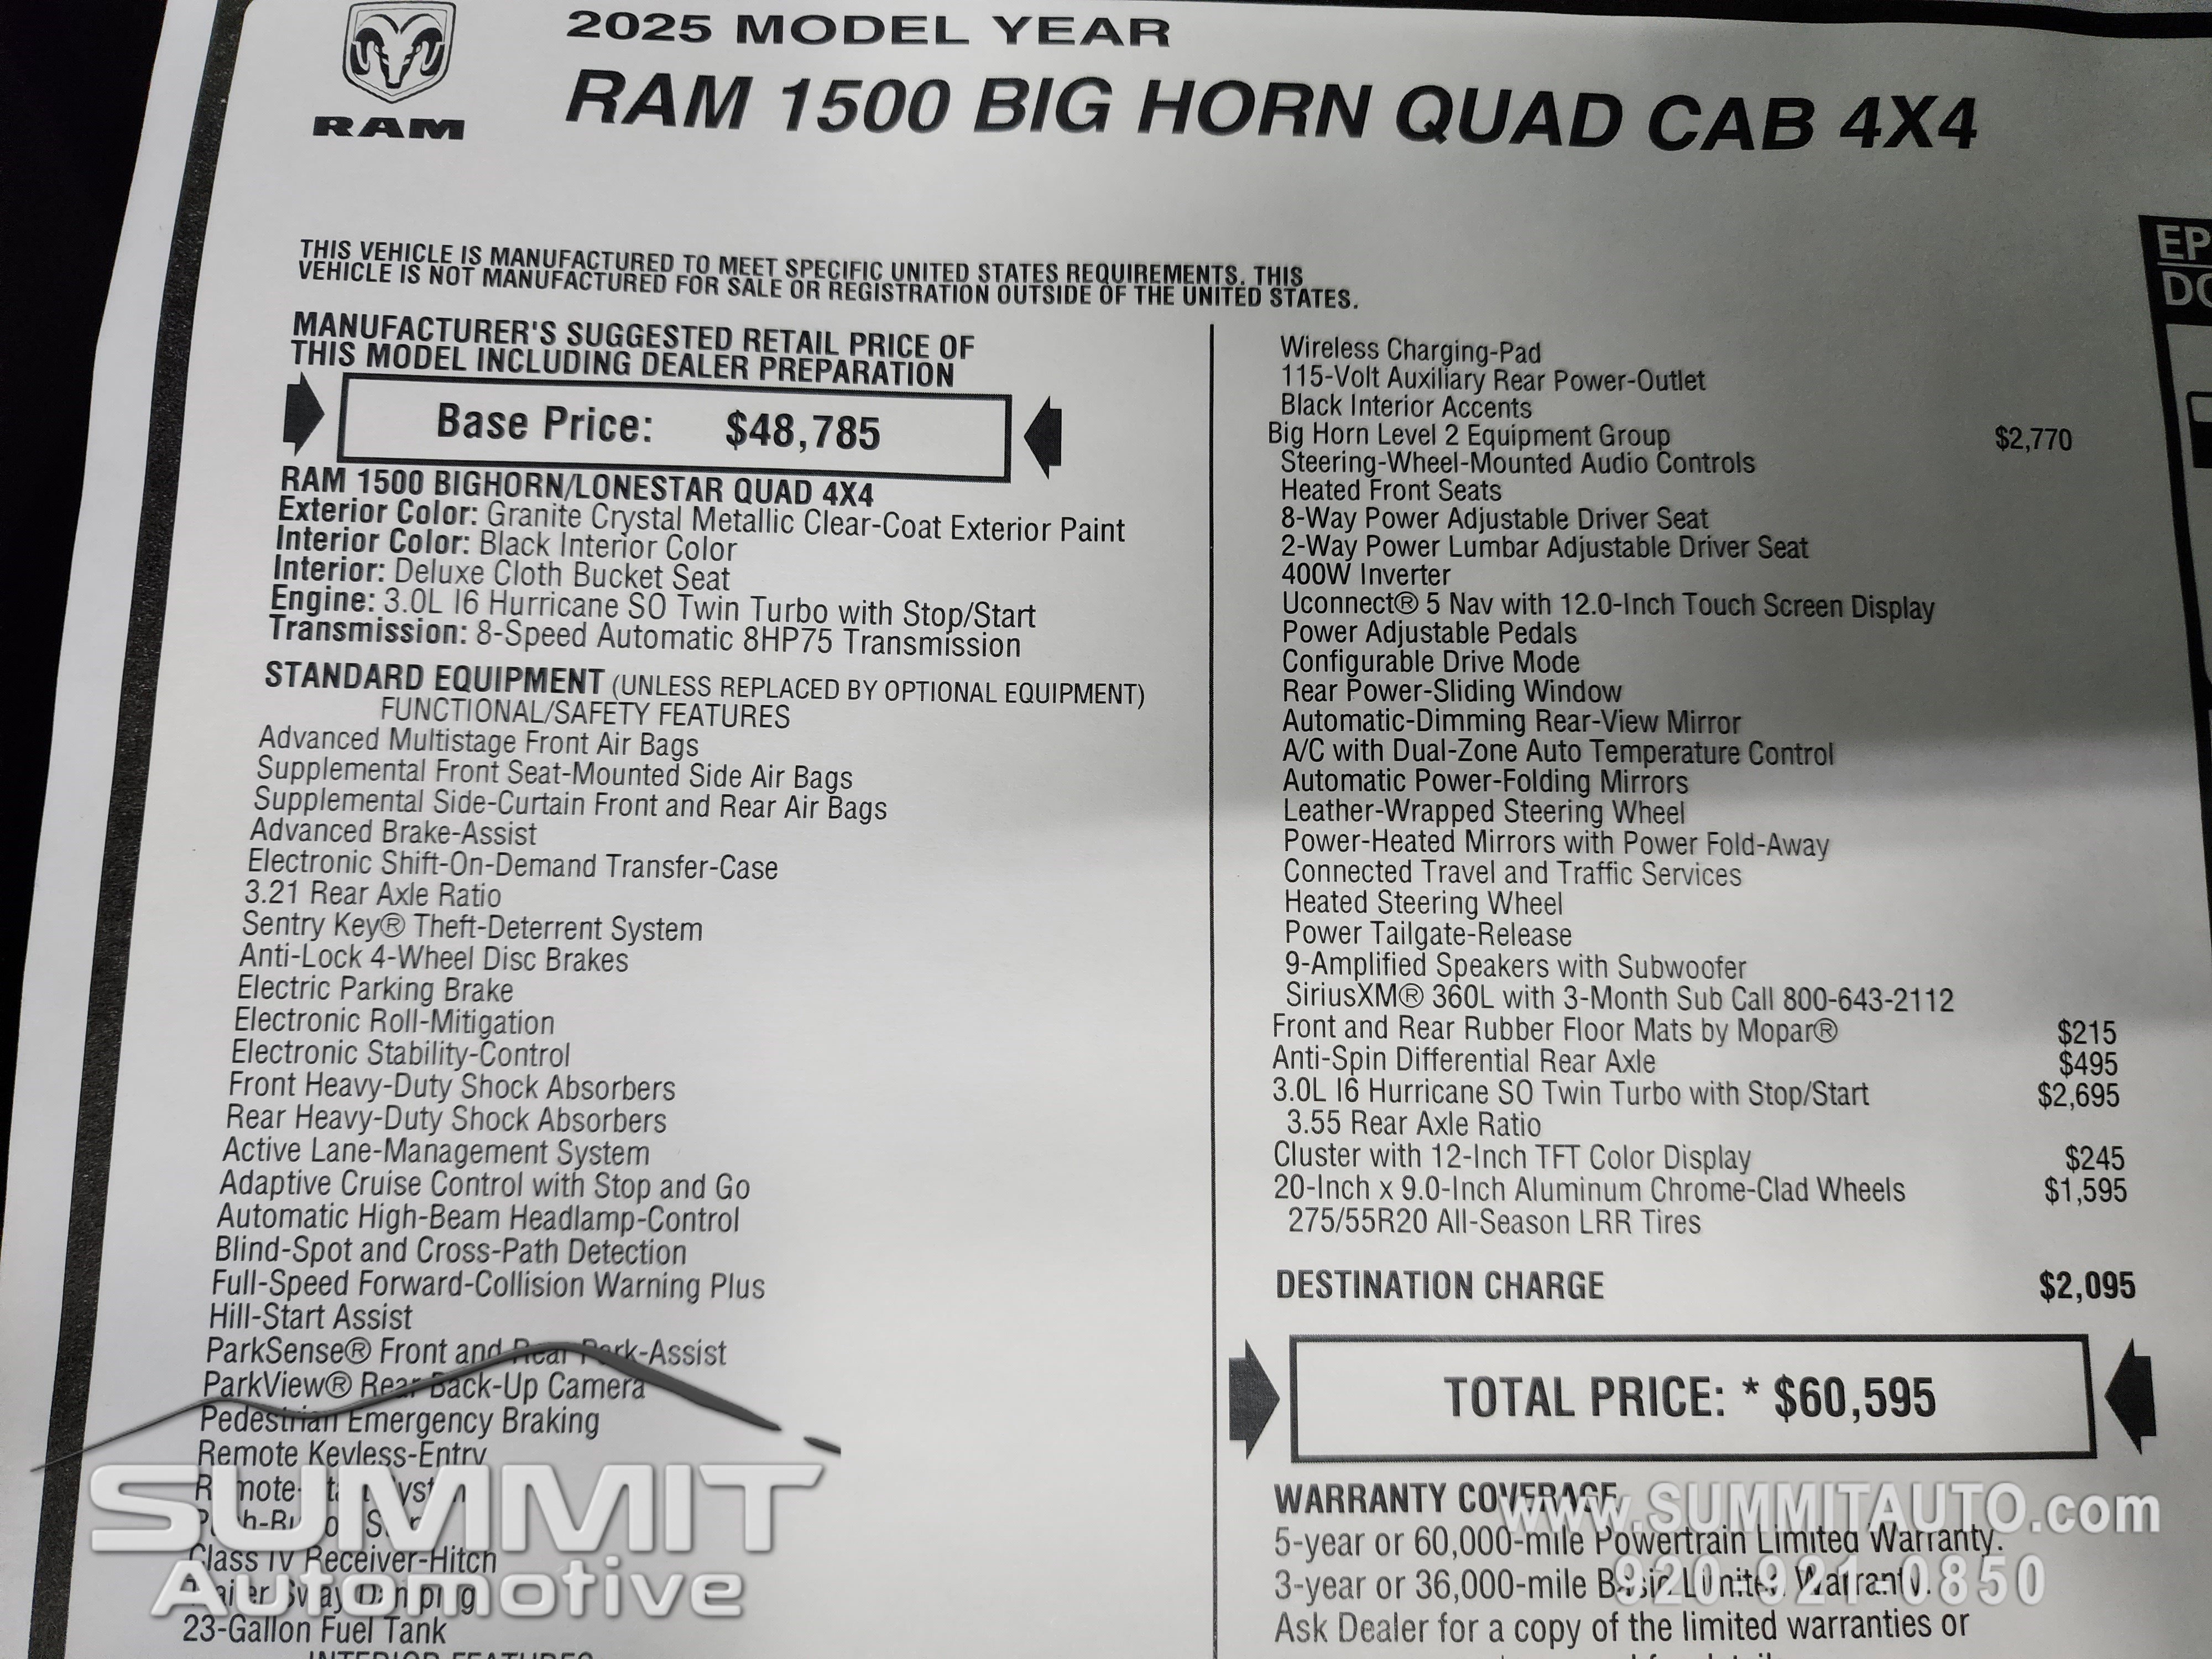 RAM
2025 MODEL YEAR
RAM 1500 BIG HORN QUAD CAB 4X4
THIS VEHICLE IS MANUFACTURED TO MEET SPECIFIC UNITED STATES REQUIREMENTS. THIS
VEHICLE IS NOT MANUFACTURED FOR SALE OR REGISTRATION OUTSIDE OF THE UNITED STATES.
MANUFACTURER'S SUGGESTED RETAIL PRICE OF
THIS MODEL INCLUDING DEALER PREPARATION
Base Price: $48,785
RAM 1500 BIGHORN/LONESTAR QUAD 4X4
Exterior Color: Granite Crystal Metallic Clear-Coat Exterior Paint
Interior Color: Black Interior Color
Interior: Deluxe Cloth Bucket Seat
Engine: 3.0L I6 Hurricane SO Twin Turbo with Stop/Start
Transmission: 8-Speed Automatic 8HP75 Transmission
STANDARD EQUIPMENT (UNLESS REPLACED BY OPTIONAL EQUIPMENT)
FUNCTIONAL/SAFETY FEATURES
Advanced Multistage Front Air Bags
Supplemental Front Seat-Mounted Side Air Bags
Supplemental Side-Curtain Front and Rear Air Bags
Advanced Brake-Assist
Electronic Shift-On-Demand Transfer-Case
3.21 Rear Axle Ratio
Sentry Key® Theft-Deterrent System
Anti-Lock 4-Wheel Disc Brakes
Electric Parking Brake
Electronic Roll-Mitigation
Electronic Stability-Control
Front Heavy-Duty Shock Absorbers
Rear Heavy-Duty Shock Absorbers
Active Lane-Management System
Adaptive Cruise Control with Stop and Go
Automatic High-Beam Headlamp-Control
Blind-Spot and Cross-Path Detection
Full-Speed Forward-Collision Warning Plus
Hill-Start Assist
ParkSense® Front and Rear Park-Assist
ParkView® Rear Back-Up Camera
Pedestrian Emergency Braking
Remote Keyless-Entry
Class IV Receiver-Hitch
23-Gallon Fuel Tank
INTERIOR FEATURES
Wireless Charging-Pad
115-Volt Auxiliary Rear Power-Outlet
Black Interior Accents
Big Horn Level 2 Equipment Group $2,770
Steering-Wheel-Mounted Audio Controls
Heated Front Seats
8-Way Power Adjustable Driver Seat
2-Way Power Lumbar Adjustable Driver Seat
400W Inverter
Uconnect® 5 Nav with 12.0-Inch Touch Screen Display
Power Adjustable Pedals
Configurable Drive Mode
Rear Power-Sliding Window
Automatic-Dimming Rear-View Mirror
A/C with Dual-Zone Auto Temperature Control
Automatic Power-Folding Mirrors
Leather-Wrapped Steering Wheel
Power-Heated Mirrors with Power Fold-Away
Connected Travel and Traffic Services
Heated Steering Wheel
Power Tailgate-Release
9-Amplified Speakers with Subwoofer
SiriusXM® 360L with 3-Month Sub Call 800-643-2112
Front and Rear Rubber Floor Mats by Mopar® $215
Anti-Spin Differential Rear Axle $495
3.0L I6 Hurricane SO Twin Turbo with Stop/Start $2,695
3.55 Rear Axle Ratio
Cluster with 12-Inch TFT Color Display $245
20-Inch x 9.0-Inch Aluminum Chrome-Clad Wheels $1,595
275/55R20 All-Season LRR Tires
DESTINATION CHARGE $2,095
TOTAL PRICE: * $60,595
WARRANTY COVERAGE
5-year or 60,000-mile Powertrain Limited Warranty.
3-year or 36,000-mile Basic Limited Warranty.
Ask Dealer for a copy of the limited warranties or
SUMMIT
Automotive
www.SUMMITAUTO.com
920-921-0850